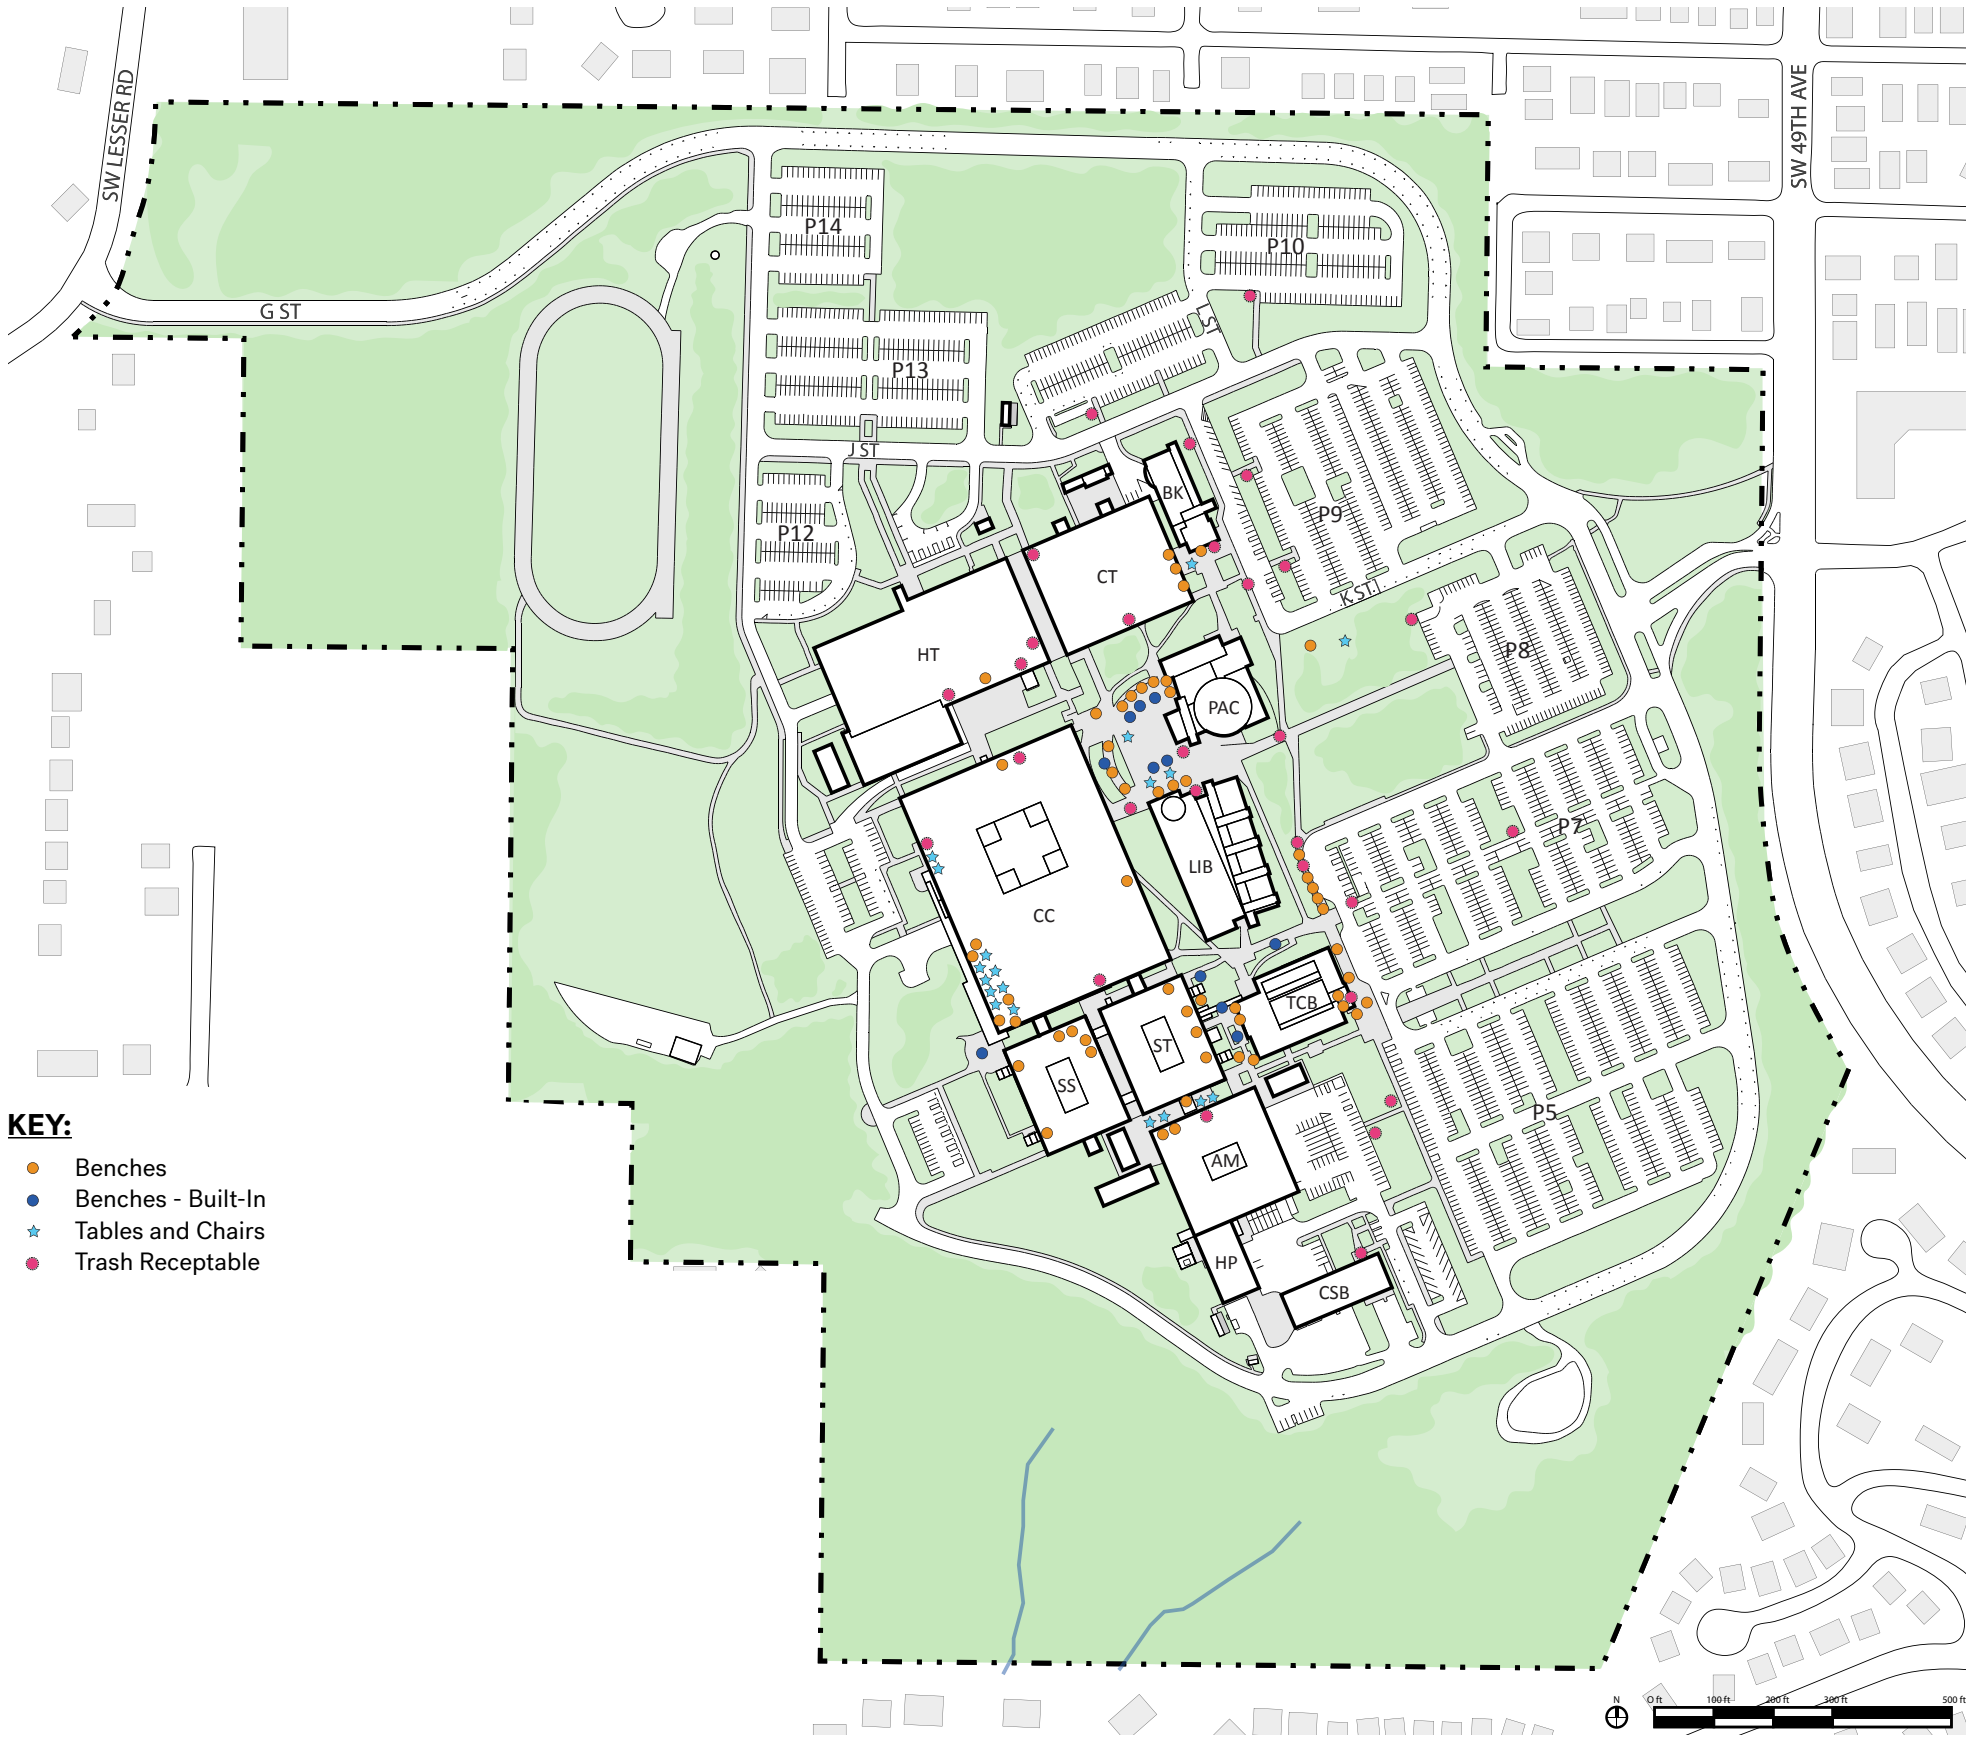 SW LESSER RD
SW 49TH AVE
G ST
P14
P10
L ST
P13
J ST
BK
P9
P12
CT
K ST
HT
P8
PAC
P7
LIB
CC
TCB
ST
SS
P5
AM
HP
CSB
KEY:
Benches
Benches - Built-In
Tables and Chairs
Trash Receptable
N
0 ft 100 ft 200 ft 300 ft 500 ft